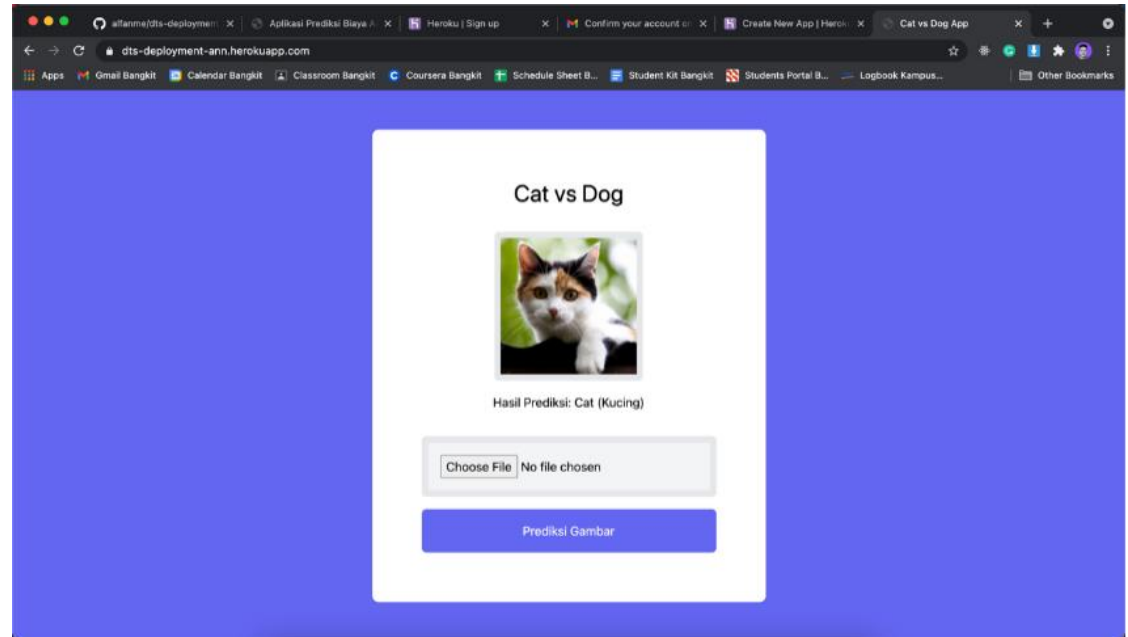 alfanme/dts-deploymen
Aplikasi Prediksi Biaya A
Heroku | Sign up
Confirm your account on
Create New App | Herok
Cat vs Dog App
dts-deployment-ann.herokuapp.com
Apps
Gmail Bangkit
Calendar Bangkit
Classroom Bangkit
Coursera Bangkit
Schedule Sheet B...
Student Kit Bangkit
Students Portal B...
Logbook Kampus...
Other Bookmarks
Cat vs Dog
Hasil Prediksi: Cat (Kucing)
Choose File No file chosen
Prediksi Gambar